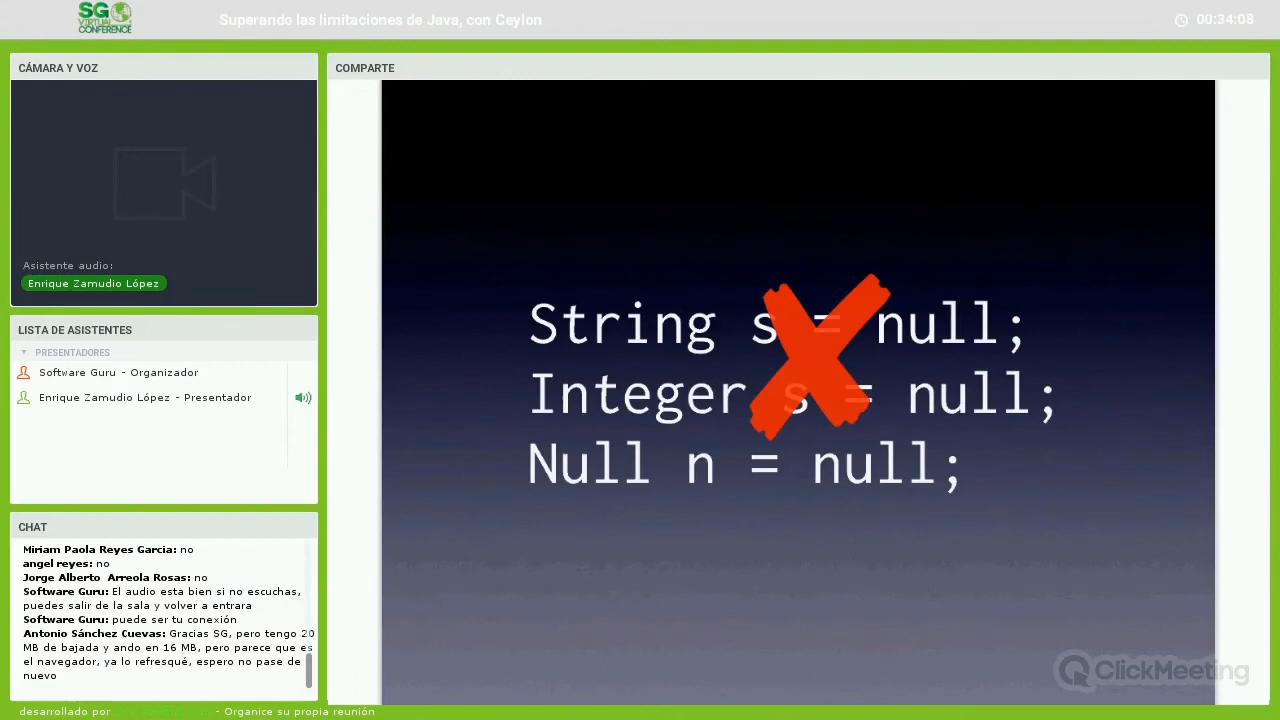 SG
VIRTUAL
CONFERENCE
Superando las limitaciones de Java, con Ceylon
00:34:08
CÁMARA Y VOZ
Asistente audio:
Enrique Zamudio López
LISTA DE ASISTENTES
PRESENTADORES
Software Guru - Organizador
Enrique Zamudio López - Presentador
CHAT
Miriam Paola Reyes Garcia: no
angel reyes: no
Jorge Alberto Arreola Rosas: no
Software Guru: El audio esta bien si no escuchas,
puedes salir de la sala y volver a entrara
Software Guru: puede ser tu conexión
Antonio Sánchez Cuevas: Gracias SG, pero tengo 20
MB de bajada y ando en 16 MB, pero parece que es
el navegador, ya lo refresqué, espero no pase de
nuevo
COMPARTE
String s = null;
Integer s = null;
Null n = null;
ClickMeeting
desarrollado por - Organice su propia reunión